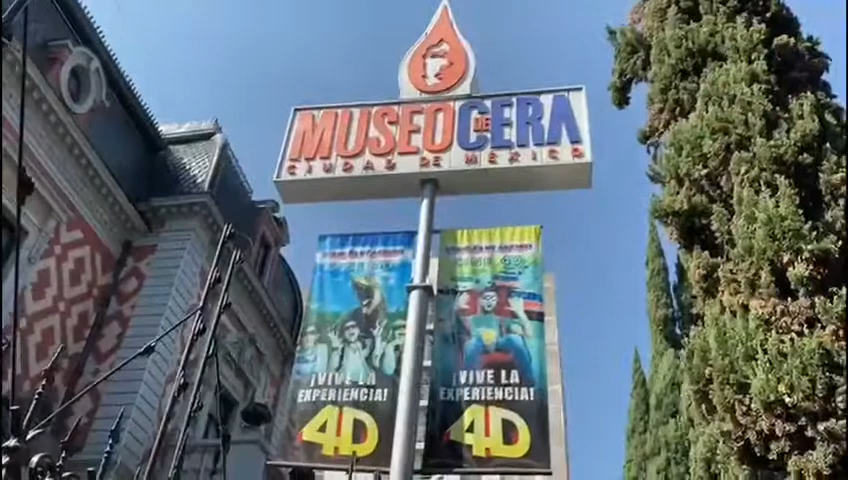 MUSEO DE CERA
CIUDAD DE MÉXICO
¡VIVE LA
EXPERIENCIA!
4D
¡VIVE LA
EXPERIENCIA!
4D